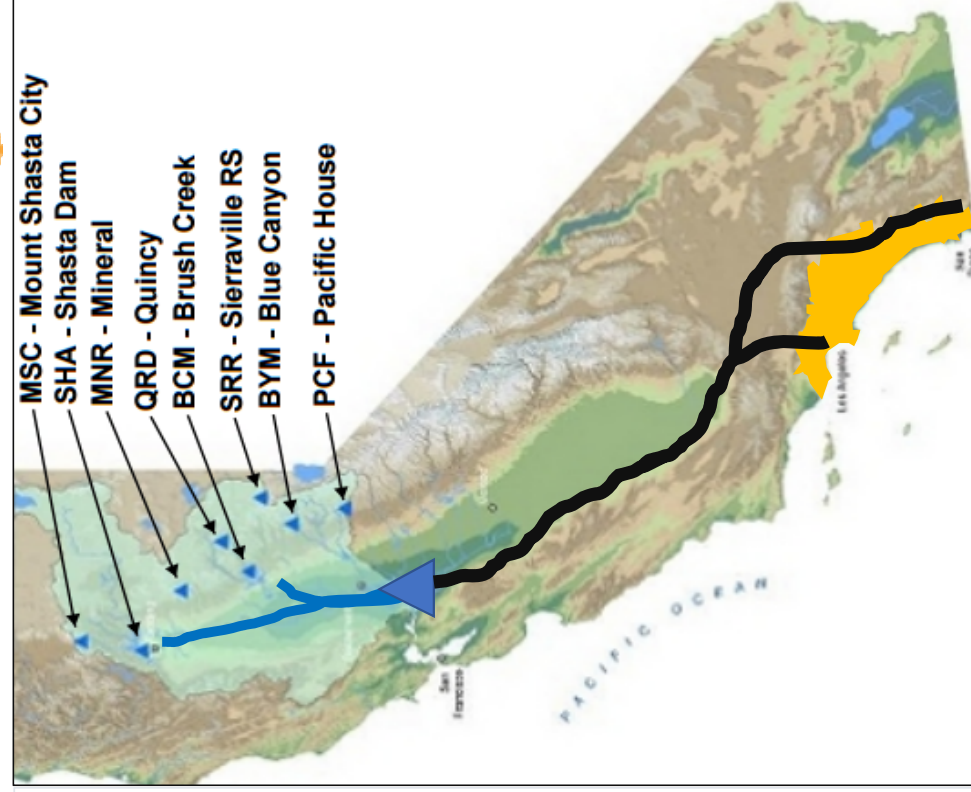 MSC - Mount Shasta City
SHA - Shasta Dam
MNR - Mineral
QRD - Quincy
BCM - Brush Creek
SRR - Sierraville RS
BYM - Blue Canyon
PCF - Pacific House
San
Francisco
Los Angeles
San
PACIFIC OCEAN